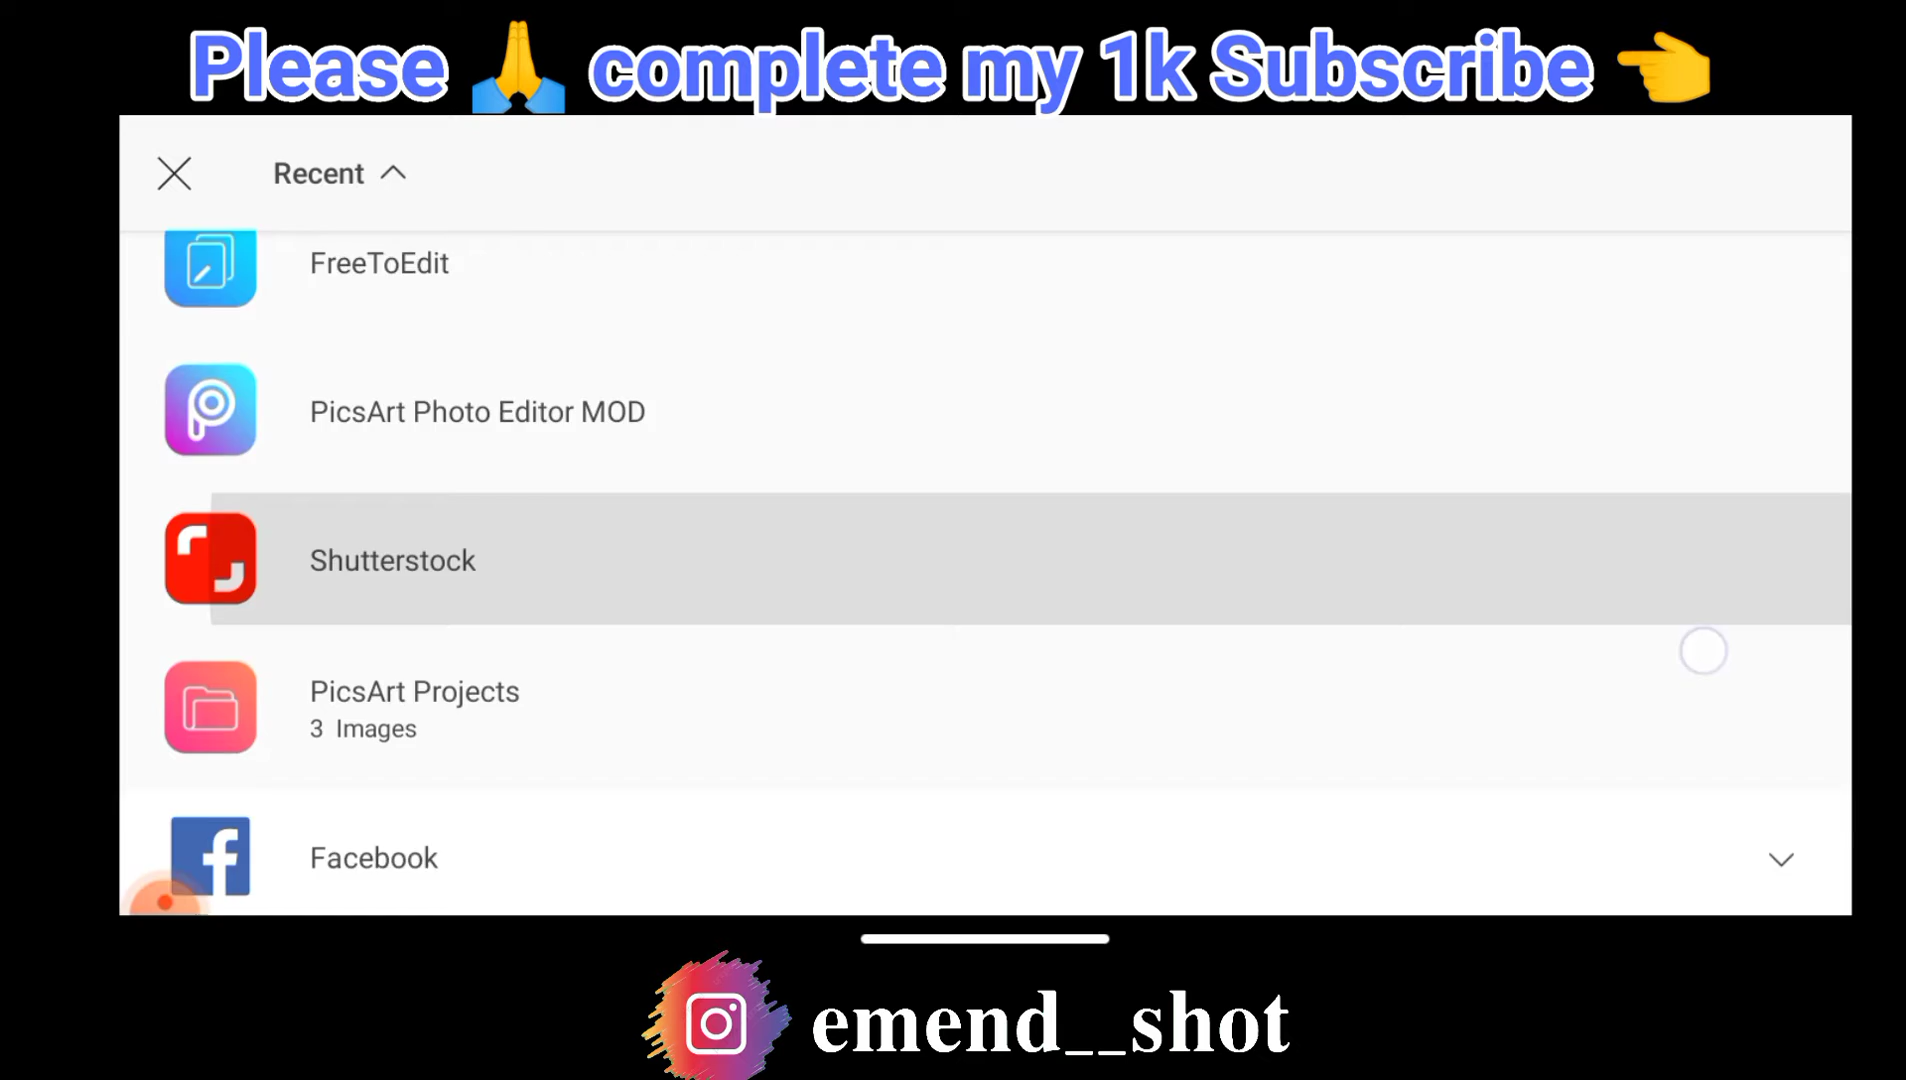 Please 🙏 complete my 1k Subscribe 👈
Recent
FreeToEdit
PicsArt Photo Editor MOD
Shutterstock
PicsArt Projects
3 Images
Facebook
emend__shot